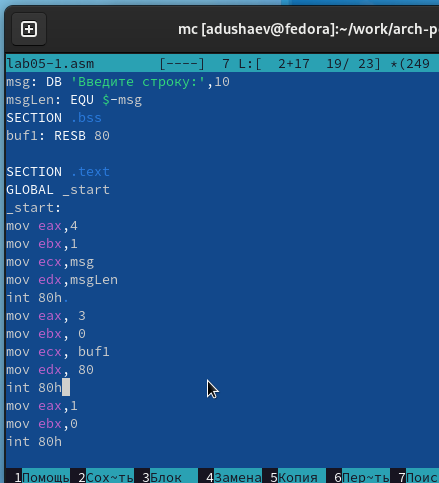 mc [adushaev@fedora]:~/work/arch-p
lab05-1.asm [----] 7 L:[ 2+17 19/ 23] *(249
msg: DB 'Введите строку:',10
msgLen: EQU $-msg
SECTION .bss
buf1: RESB 80
SECTION .text
GLOBAL _start
_start:
mov eax,4
mov ebx,1
mov ecx,msg
mov edx,msgLen
int 80h
mov eax, 3
mov ebx, 0
mov ecx, buf1
mov edx, 80
int 80h
mov eax,1
mov ebx,0
int 80h
1Помощь 2Сох~ть 3Блок 4Замена 5Копия 6Пер~ть 7Поис